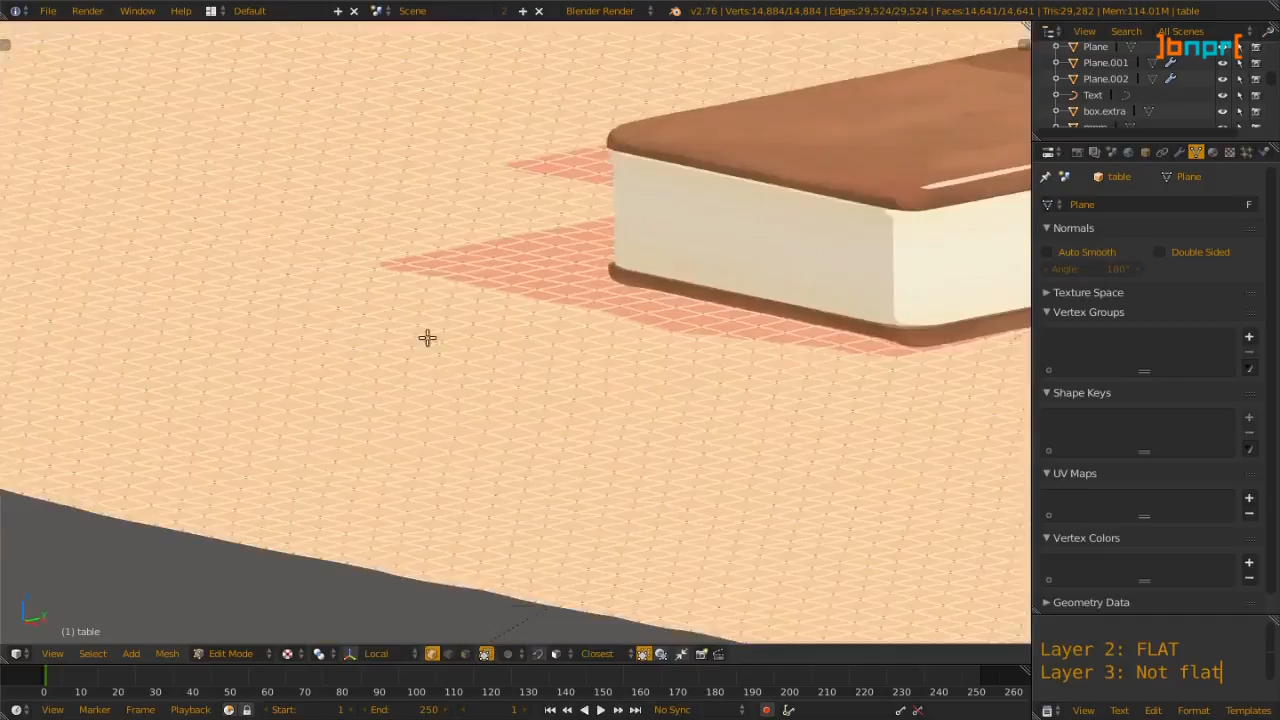 File Render Window Help Default Scene 2 Blender Render v2.76 | Verts:14,884/14,884 | Edges:29,524/29,524 | Faces:14,641/14,641 | Tris:29,282 | Mem:114.01M | table
View Search All Scenes
]bnpr[
Plane
Plane.001
Plane.002
Text
box.extra
table Plane
Plane F
Normals
Auto Smooth Double Sided
Angle: 180°
Texture Space
Vertex Groups
Shape Keys
UV Maps
Vertex Colors
Geometry Data
(1) table
View Select Add Mesh Edit Mode Local Closest
Layer 2: FLAT
Layer 3: Not flat
0 10 20 30 40 50 60 70 80 90 100 110 120 130 140 150 160 170 180 190 200 210 220 230 240 250 260
View Marker Frame Playback Start: 1 End: 250 1 No Sync
View Text Edit Format Templates